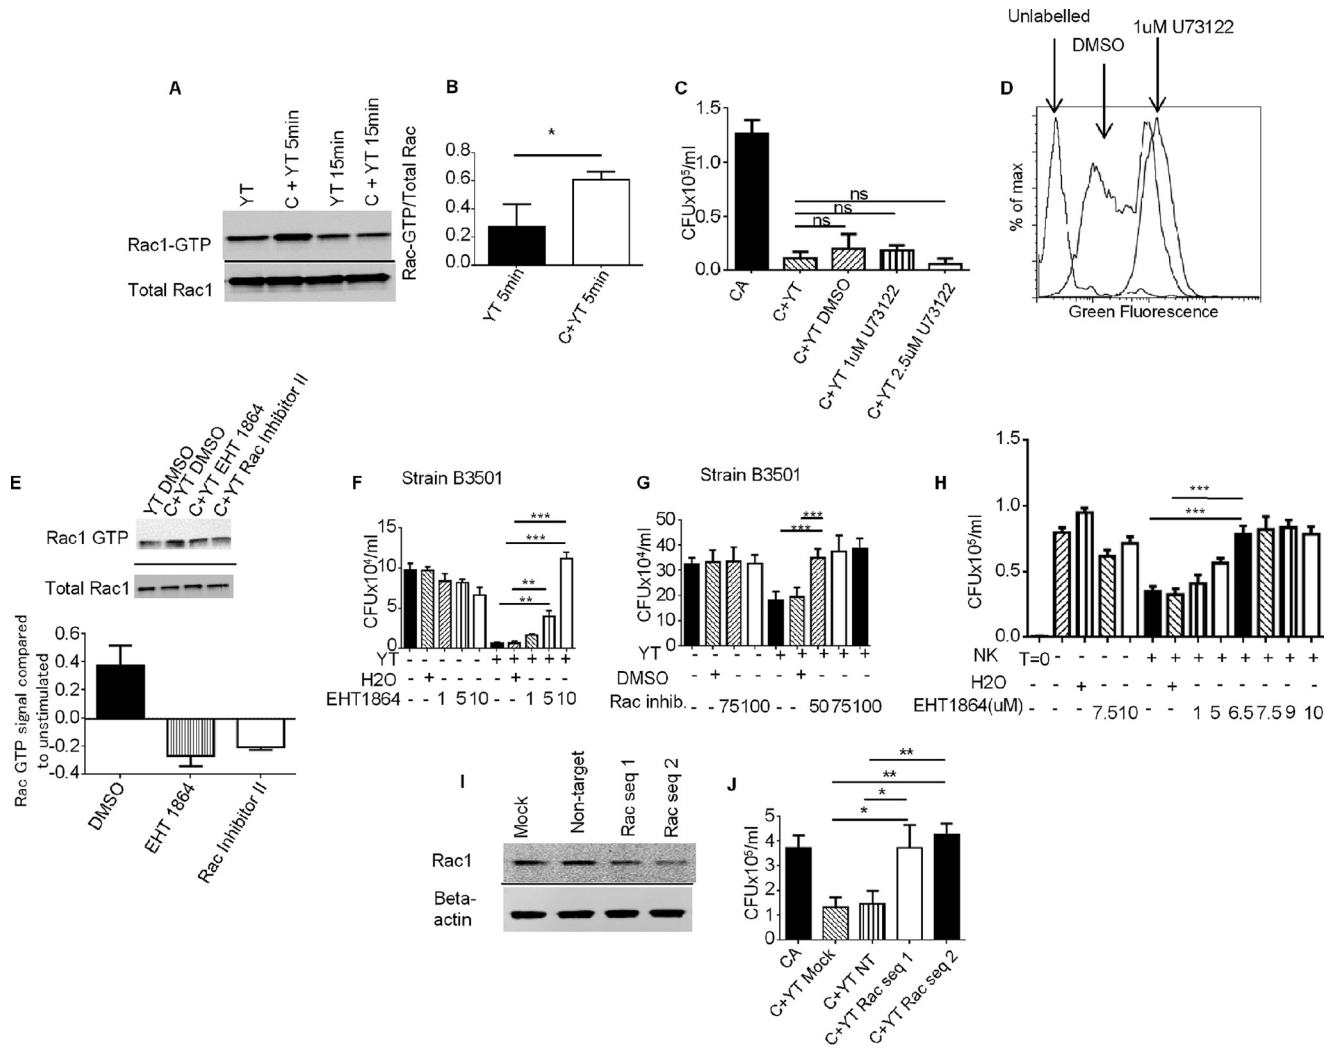 A
YT
C + YT 5min
YT 15min
C + YT 15min
Rac1-GTP
Total Rac1
B
Rac-GTP/Total Rac
0.8
0.6
0.4
0.2
0.0
*
YT 5min
C+YT 5min
C
CFUx10⁵/ml
1.5
1.0
0.5
0.0
ns
ns
ns
CA
C+YT
C+YT DMSO
C+YT 1uM U73122
C+YT 2.5uM U73122
Unlabelled
DMSO
1uM U73122
D
% of max
Green Fluorescence
E
YT DMSO
C+YT DMSO
C+YT EHT 1864
C+YT Rac Inhibitor II
Rac1 GTP
Total Rac1
Rac GTP signal compared
to unstimulated
0.6
0.4
0.2
0.0
-0.2
-0.4
DMSO
EHT 1864
Rac Inhibitor II
F
Strain B3501
CFUx10⁴/ml
15
10
5
0
***
***
**
**
YT - - - - - + + + + +
H2O - + - - - - + - - -
EHT1864 - - 1 5 10 - - 1 5 10
G
Strain B3501
CFUx10⁴/ml
50
40
30
20
10
0
***
***
YT - - - - + + + + +
DMSO - + - - - + - - -
Rac inhib. - - 75 100 - - 50 75 100
H
CFUx10⁵/ml
1.5
1.0
0.5
0.0
***
***
NK T=0 - - - - + + + + + + + +
H2O - - + - - - + - - - - - -
EHT1864(uM) - - - 7.5 10 - - 1 5 6.5 7.5 9 10
I
Mock
Non-target
Rac seq 1
Rac seq 2
Rac1
Beta-
actin
J
CFUx10⁵/ml
5
4
3
2
1
0
**
**
*
*
CA
C+YT Mock
C+YT NT
C+YT Rac seq 1
C+YT Rac seq 2